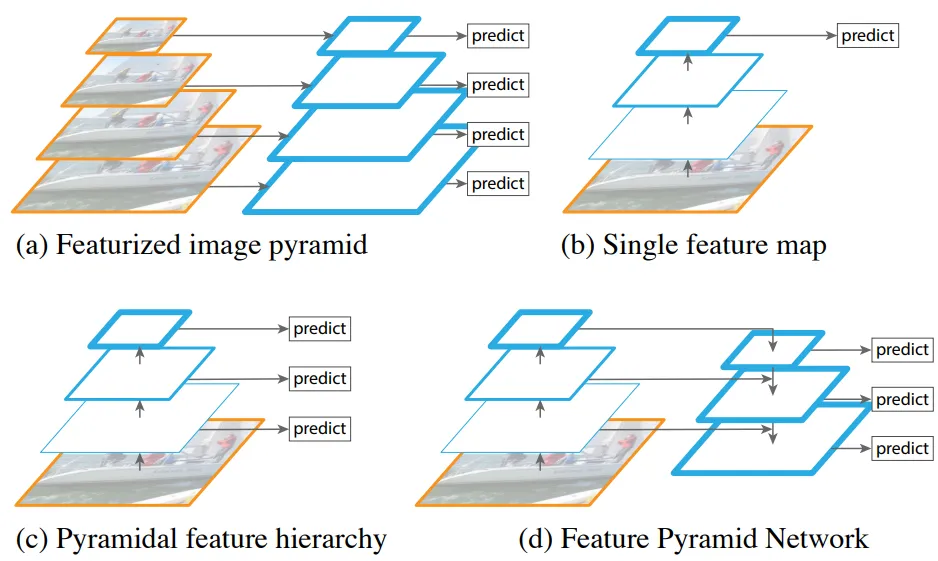 predict
predict
predict
predict
(a) Featurized image pyramid
predict
(b) Single feature map
predict
predict
predict
(c) Pyramidal feature hierarchy
predict
predict
predict
(d) Feature Pyramid Network